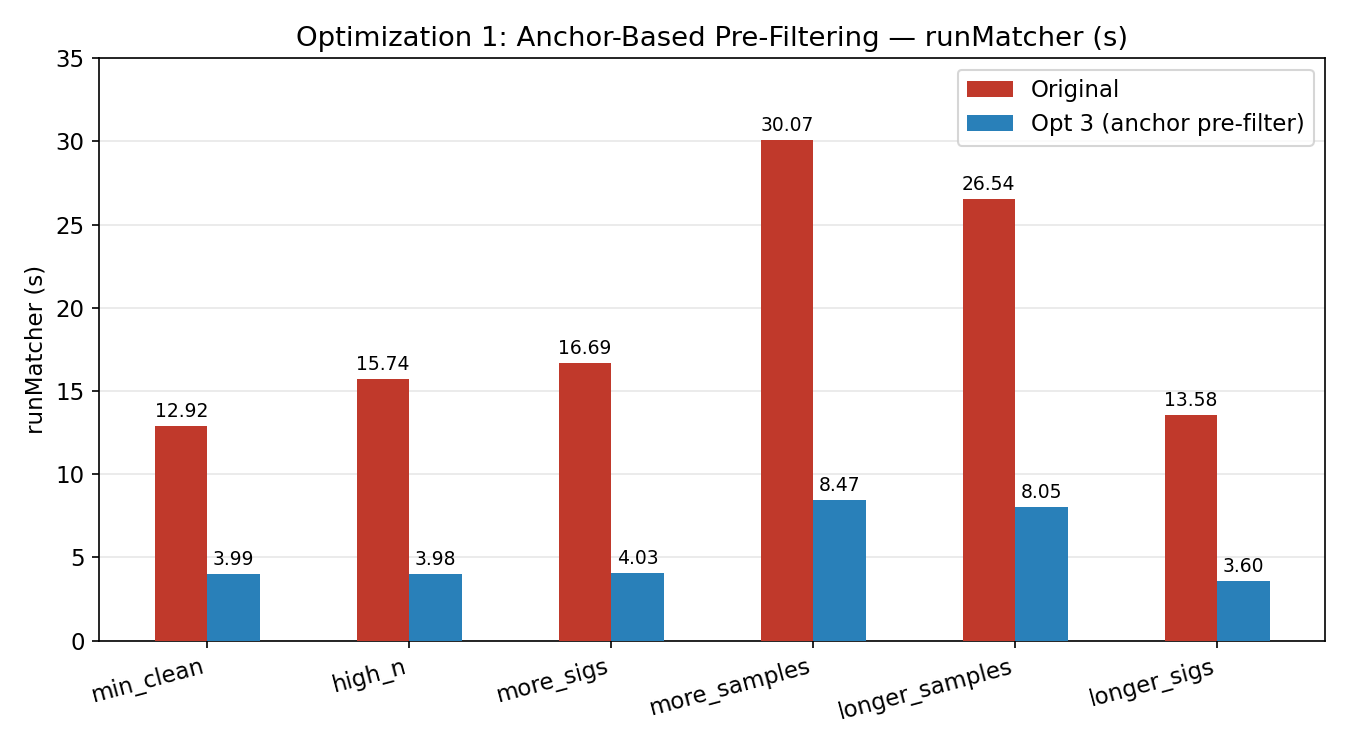 Optimization 1: Anchor-Based Pre-Filtering — runMatcher (s)
Original
Opt 3 (anchor pre-filter)
runMatcher (s)
35
30
25
20
15
10
5
0
12.92
3.99
15.74
3.98
16.69
4.03
30.07
8.47
26.54
8.05
13.58
3.60
min_clean
high_n
more_sigs
more_samples
longer_samples
longer_sigs